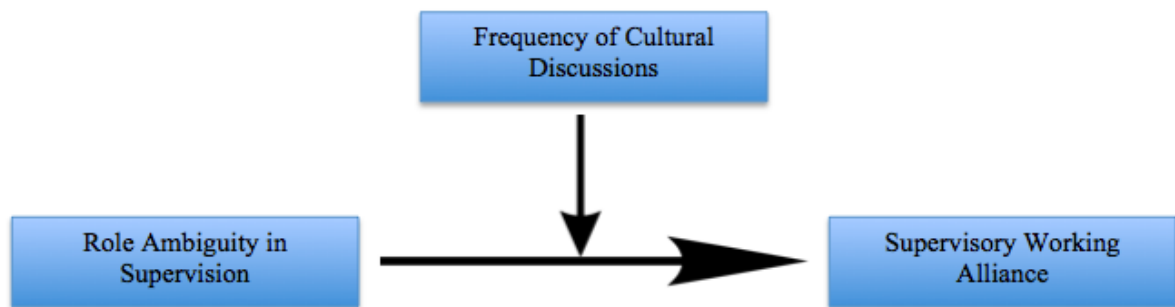 Frequency of Cultural
Discussions
Role Ambiguity in
Supervision
Supervisory Working
Alliance